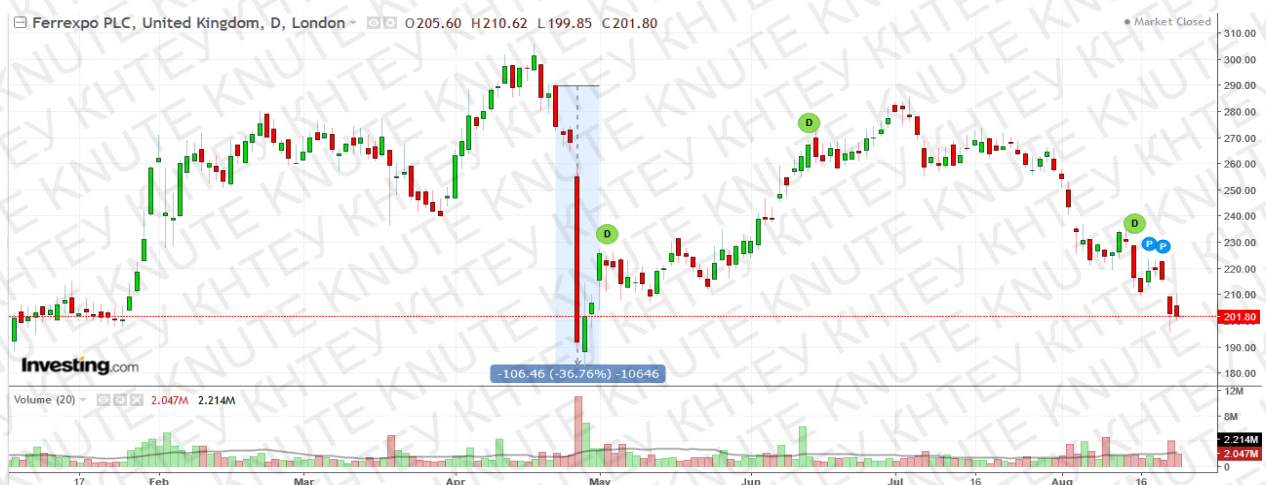 Ferrexpo PLC, United Kingdom, D, London O205.60 H210.62 L199.85 C201.80
Market Closed
310.00
300.00
290.00
280.00
270.00
260.00
250.00
240.00
230.00
220.00
210.00
201.80
190.00
180.00
D
D
D
P P
-106.46 (-36.76%) -10646
Investing.com
Volume (20) 2.047M 2.214M
12M
8M
2.214M
2.047M
0
17 Feb Mar Apr May Jun Jul 16 Aug 16
KNUTE KHTEY